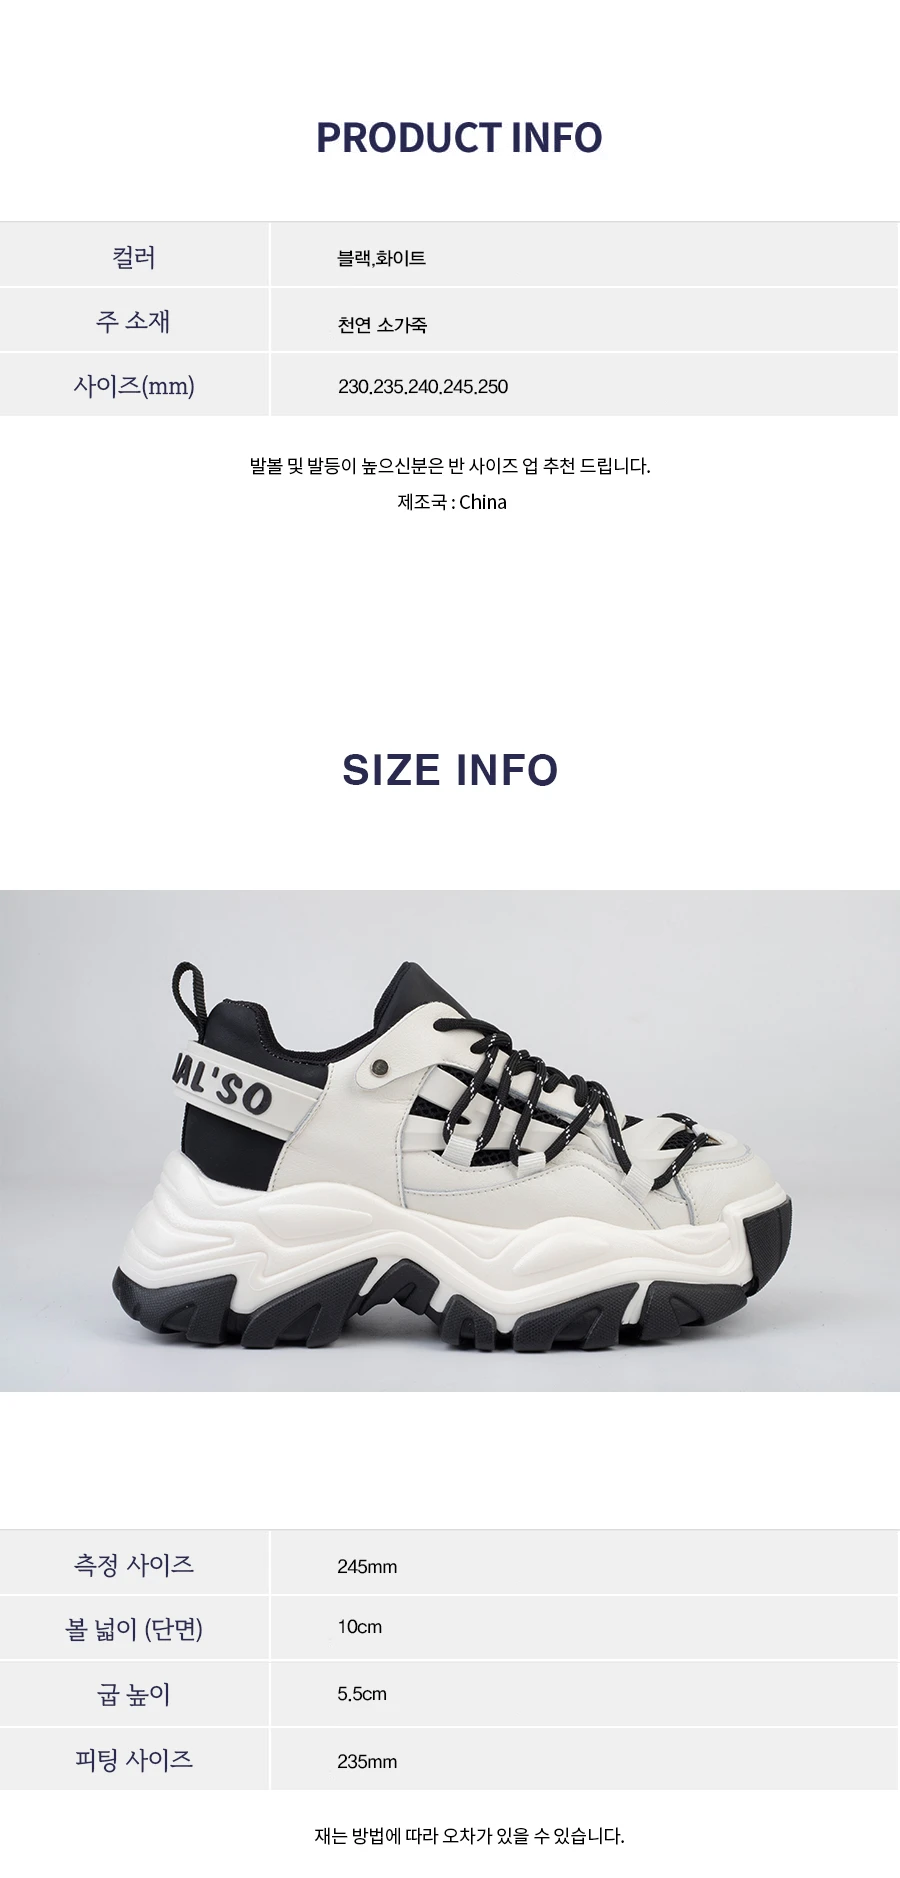 PRODUCT INFO
컬러
블랙,화이트
주 소재
천연 소가죽
사이즈(mm)
230.235.240.245.250
발볼 및 발등이 높으신분은 반 사이즈 업 추천 드립니다.
제조국 : China
SIZE INFO
AL'SO
측정 사이즈
245mm
볼 넓이 (단면)
10cm
굽 높이
5.5cm
피팅 사이즈
235mm
재는 방법에 따라 오차가 있을 수 있습니다.